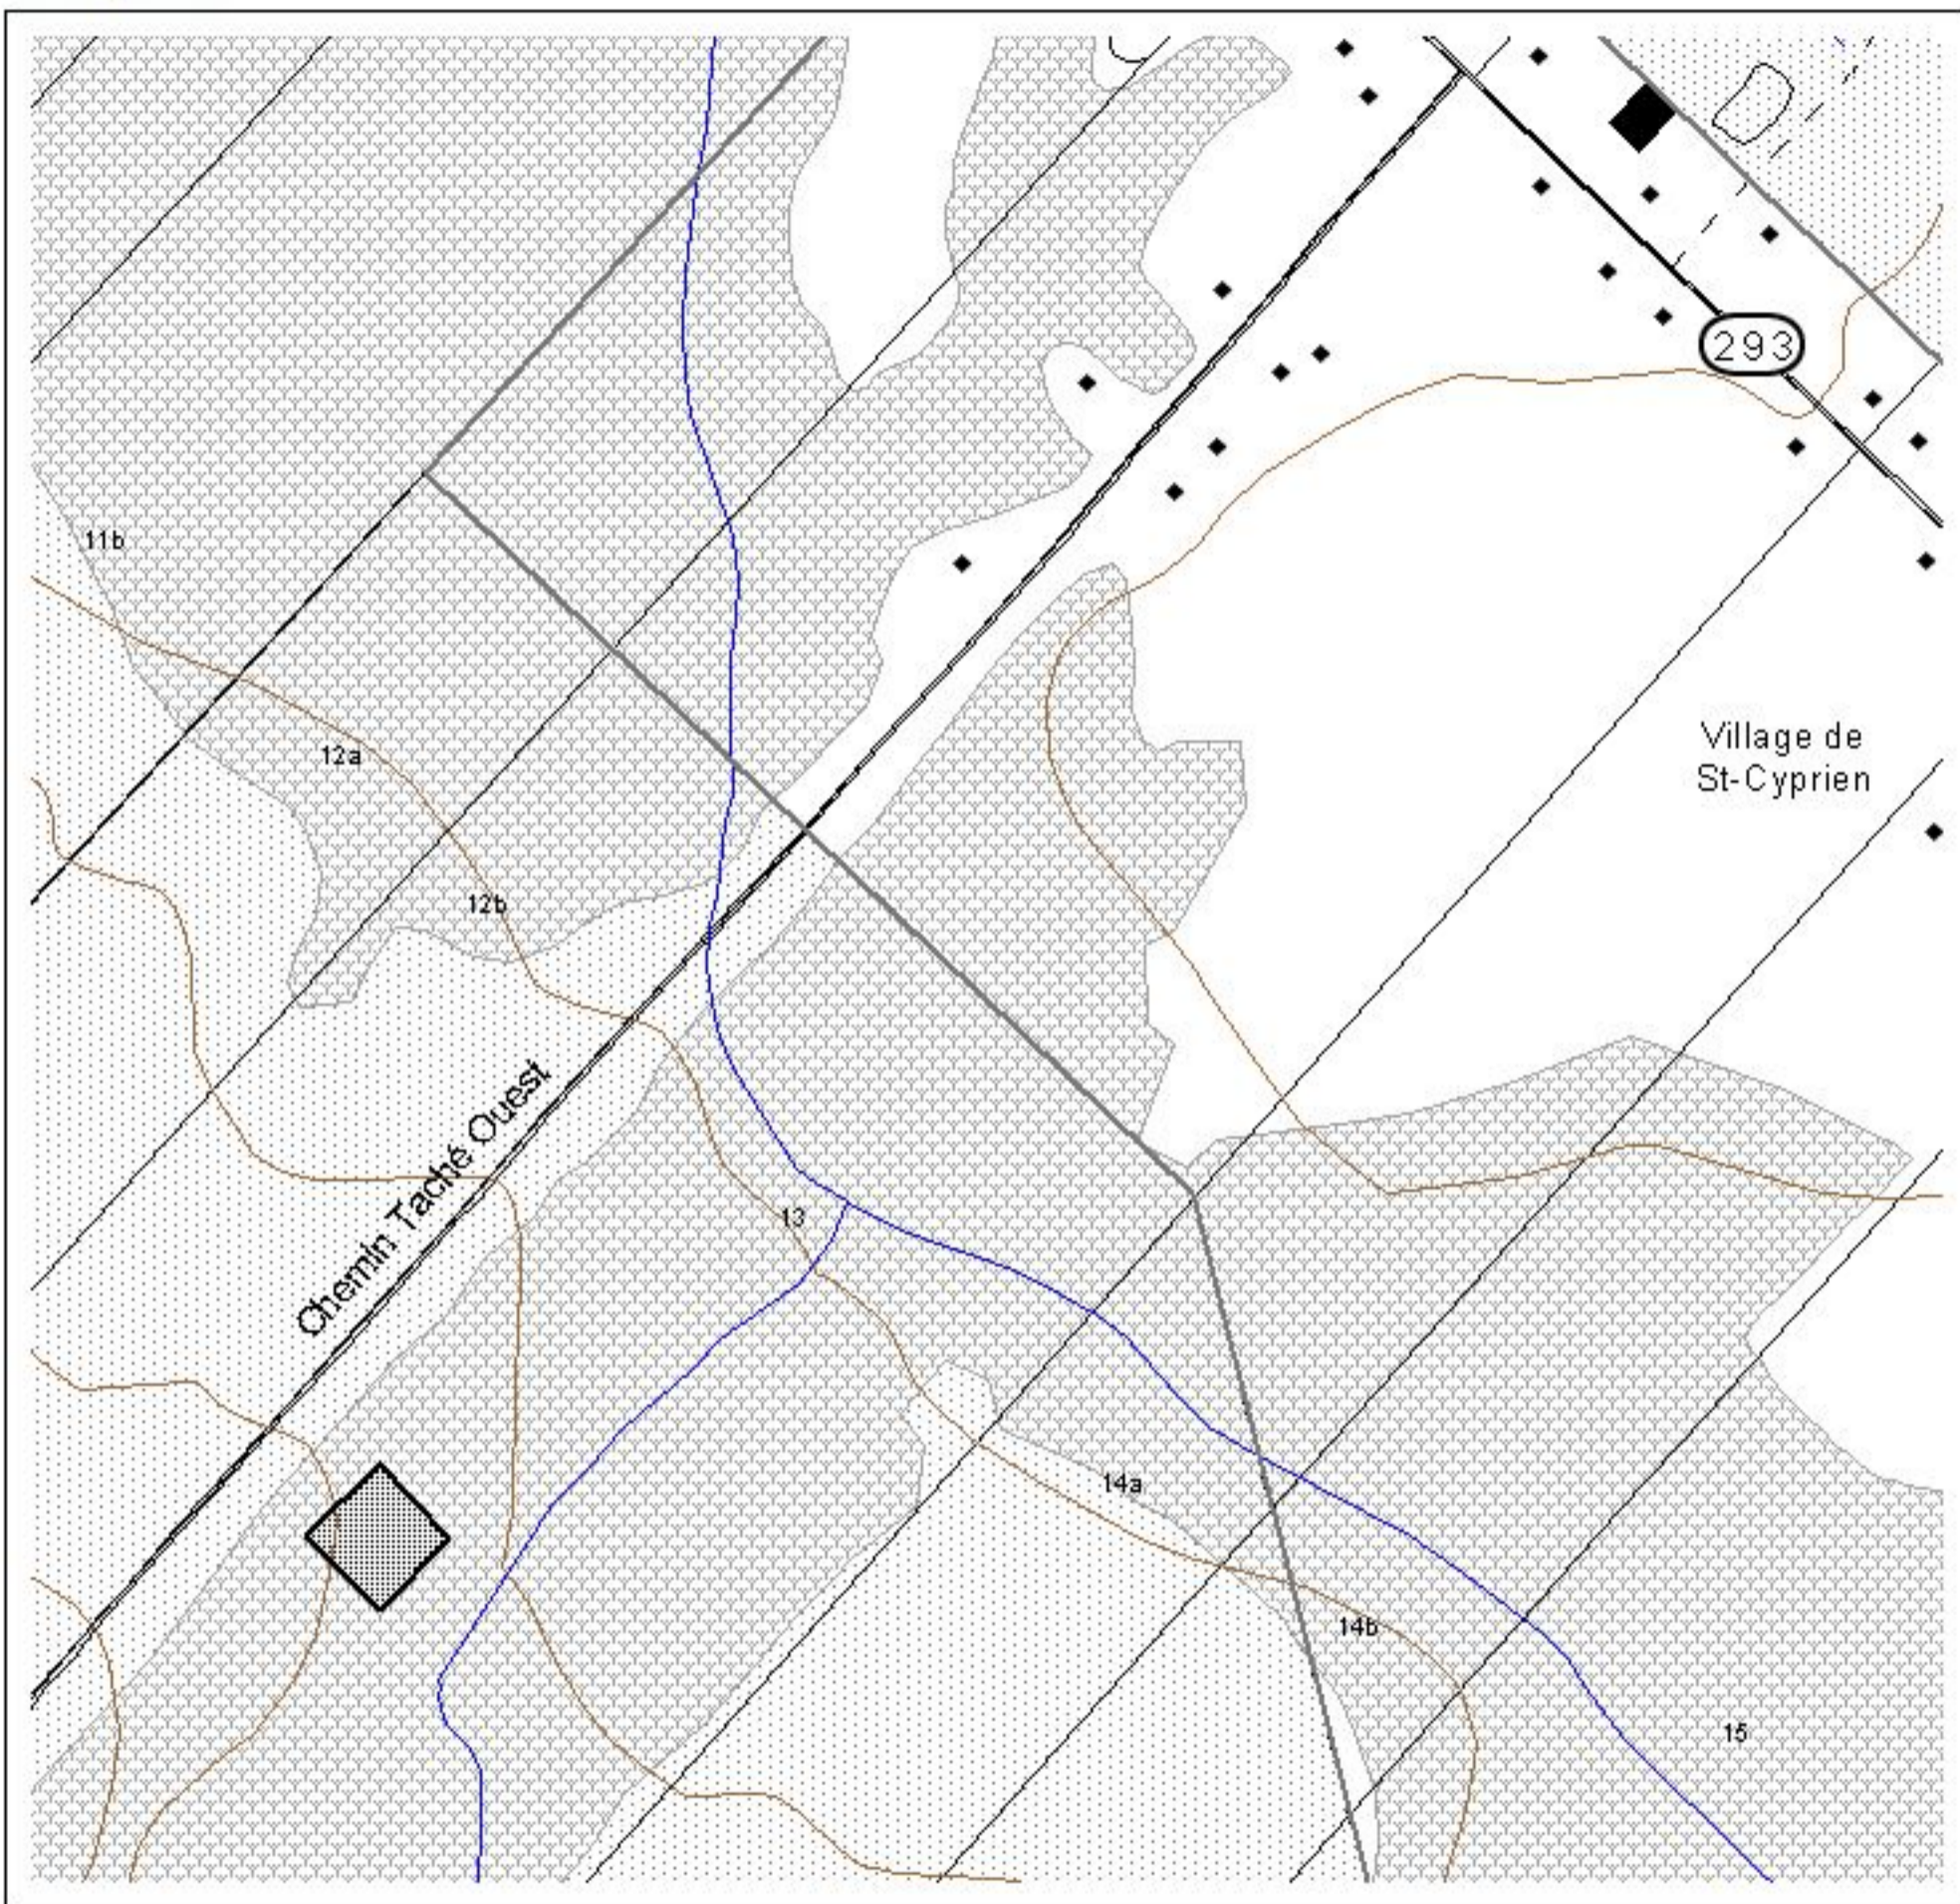 293
11b
Village de
St-Cyprien
12a
12b
Chemin Taché Ouest
13
14a
14b
15